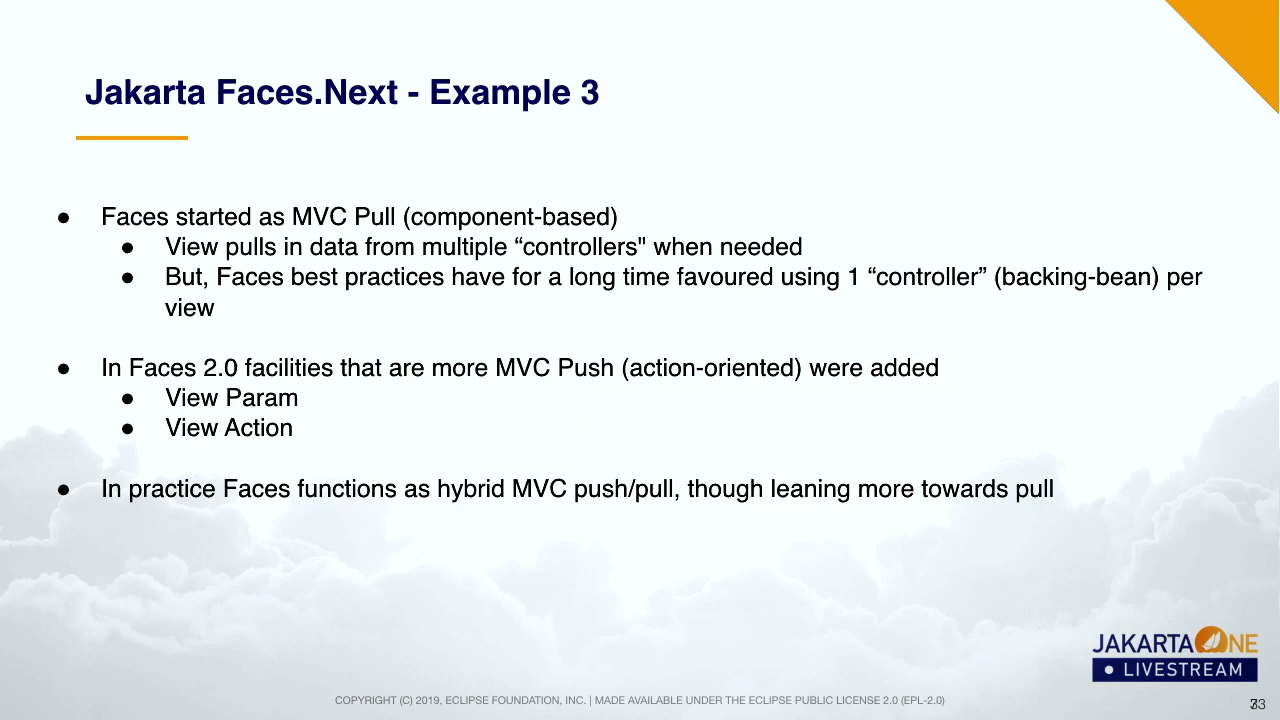 Jakarta Faces.Next - Example 3
● Faces started as MVC Pull (component-based)
● View pulls in data from multiple “controllers" when needed
● But, Faces best practices have for a long time favoured using 1 “controller” (backing-bean) per
view
● In Faces 2.0 facilities that are more MVC Push (action-oriented) were added
● View Param
● View Action
● In practice Faces functions as hybrid MVC push/pull, though leaning more towards pull
JAKARTA ONE
● LIVESTREAM
COPYRIGHT (C) 2019, ECLIPSE FOUNDATION, INC. | MADE AVAILABLE UNDER THE ECLIPSE PUBLIC LICENSE 2.0 (EPL-2.0)